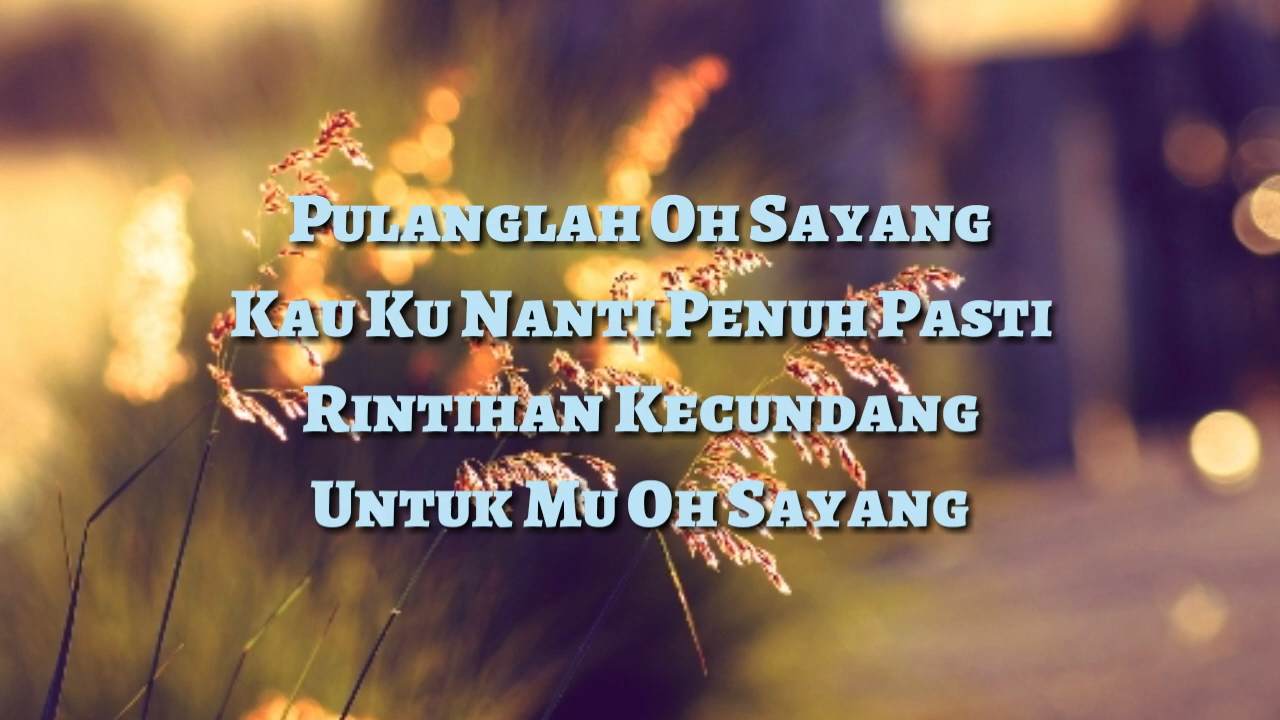 Pulanglah Oh Sayang
Kau Ku Nanti Penuh Pasti
Rintihan Kecundang
Untuk Mu Oh Sayang